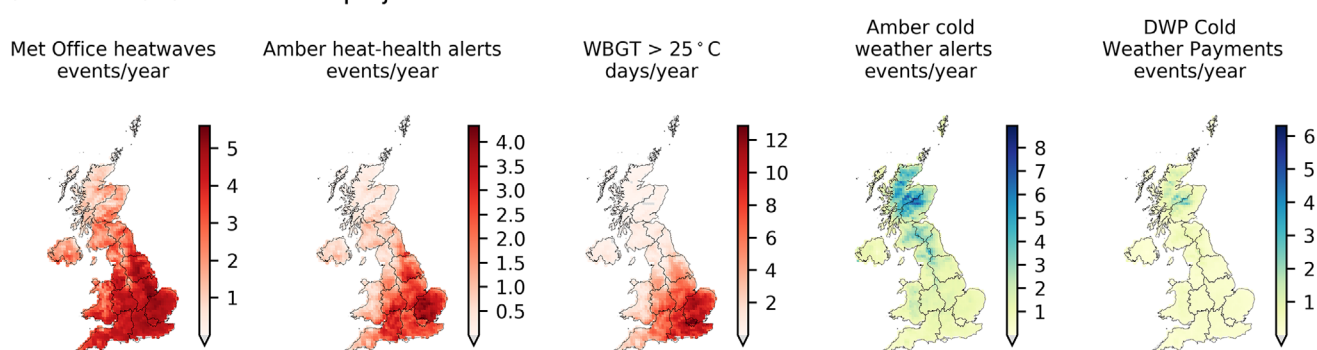 Met Office heatwaves
events/year
Amber heat-health alerts
events/year
WBGT > 25°C
days/year
Amber cold
weather alerts
events/year
DWP Cold
Weather Payments
events/year
5
4
3
2
1
4.0
3.5
3.0
2.5
2.0
1.5
1.0
0.5
12
10
8
6
4
2
8
7
6
5
4
3
2
1
6
5
4
3
2
1